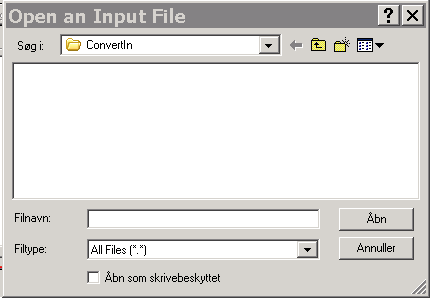 Open an Input File
Søg i: ConvertIn
Filnavn: Åbn
Filtype: All Files (*.*) Annuller
Åbn som skrivebeskyttet